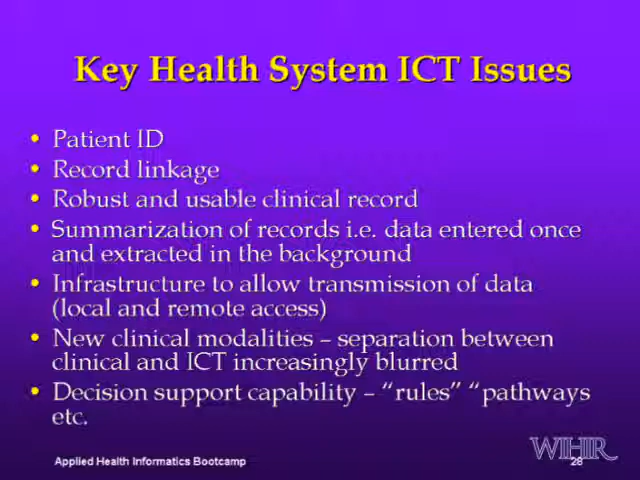 Key Health System ICT Issues
• Patient ID
• Record linkage
• Robust and usable clinical record
• Summarization of records i.e. data entered once
and extracted in the background
• Infrastructure to allow transmission of data
(local and remote access)
• New clinical modalities – separation between
clinical and ICT increasingly blurred
• Decision support capability – “rules” “pathways
etc.
WIHIR
Applied Health Informatics Bootcamp 28